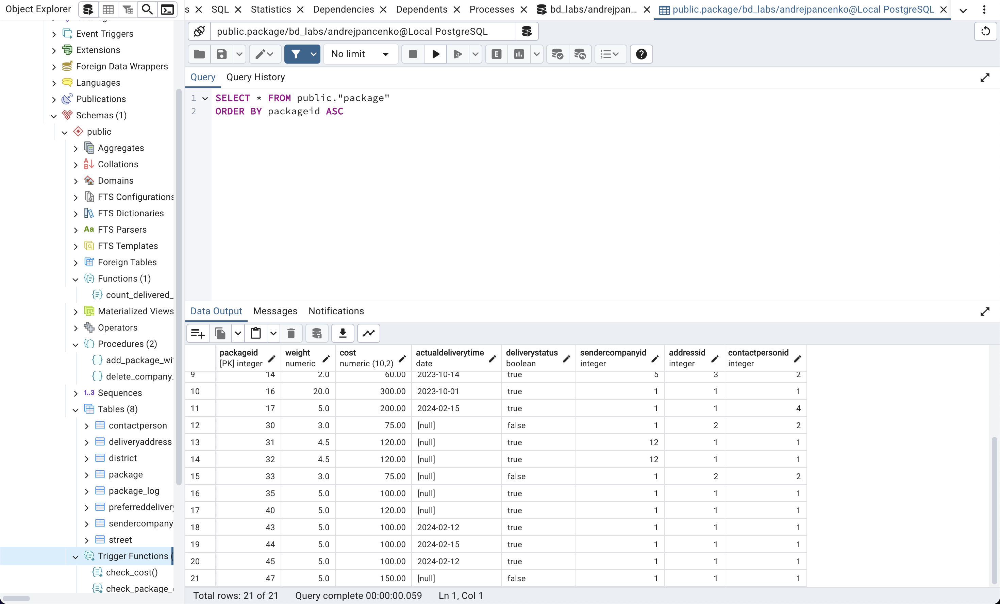 Object Explorer
s SQL Statistics Dependencies Dependents Processes bd_labs/andrejpan... public.package/bd_labs/andrejpancenko@Local PostgreSQL
Event Triggers
Extensions
Foreign Data Wrappers
Languages
Publications
Schemas (1)
public
Aggregates
Collations
Domains
FTS Configurations
FTS Dictionaries
Aa FTS Parsers
FTS Templates
Foreign Tables
Functions (1)
count_delivered_
Materialized Views
Operators
Procedures (2)
add_package_wi
delete_company_
1..3 Sequences
Tables (8)
contactperson
deliveryaddress
district
package
package_log
preferreddelivery
sendercompany
street
Trigger Functions (
check_cost()
check_package_
public.package/bd_labs/andrejpancenko@Local PostgreSQL
No limit
E
Query Query History
1 SELECT * FROM public."package"
2 ORDER BY packageid ASC
Data Output Messages Notifications
packageid weight cost actualdeliverytime deliverystatus sendercompanyid addressid contactpersonid
[PK] integer numeric numeric (10,2) date boolean integer integer integer
9 14 2.0 60.00 2023-10-14 true 5 3 2
10 16 20.0 300.00 2023-10-01 true 1 1 1
11 17 5.0 200.00 2024-02-15 true 1 1 4
12 30 3.0 75.00 [null] false 1 2 2
13 31 4.5 120.00 [null] true 12 1 1
14 32 4.5 120.00 [null] true 12 1 1
15 33 3.0 75.00 [null] false 1 2 2
16 35 5.0 100.00 [null] true 1 1 1
17 40 5.0 120.00 [null] true 1 1 1
18 43 5.0 100.00 2024-02-12 true 1 1 1
19 44 5.0 100.00 2024-02-15 true 1 1 1
20 45 5.0 100.00 2024-02-12 true 1 1 1
21 47 5.0 150.00 [null] false 1 1 1
Total rows: 21 of 21 Query complete 00:00:00.059 Ln 1, Col 1